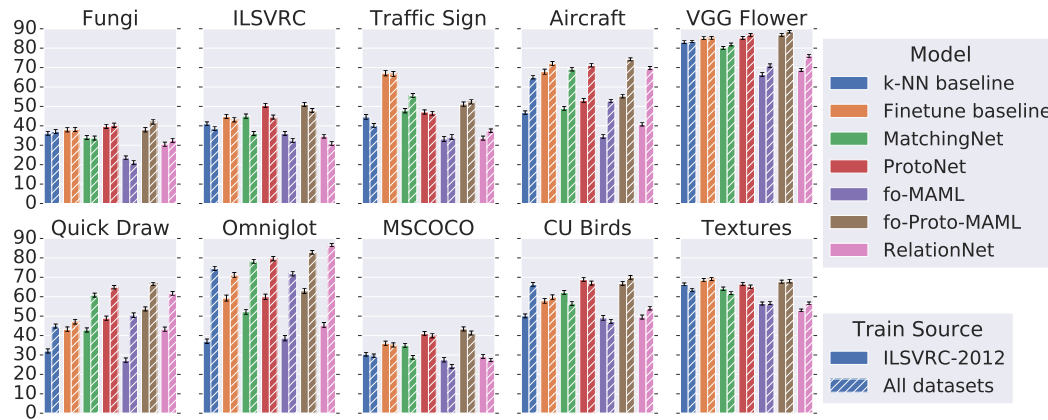 Fungi ILSVRC Traffic Sign Aircraft VGG Flower
90
80
70
60
50
40
30
20
10
0
Quick Draw Omniglot MSCOCO CU Birds Textures
90
80
70
60
50
40
30
20
10
0
Model
k-NN baseline
Finetune baseline
MatchingNet
ProtoNet
fo-MAML
fo-Proto-MAML
RelationNet
Train Source
ILSVRC-2012
All datasets